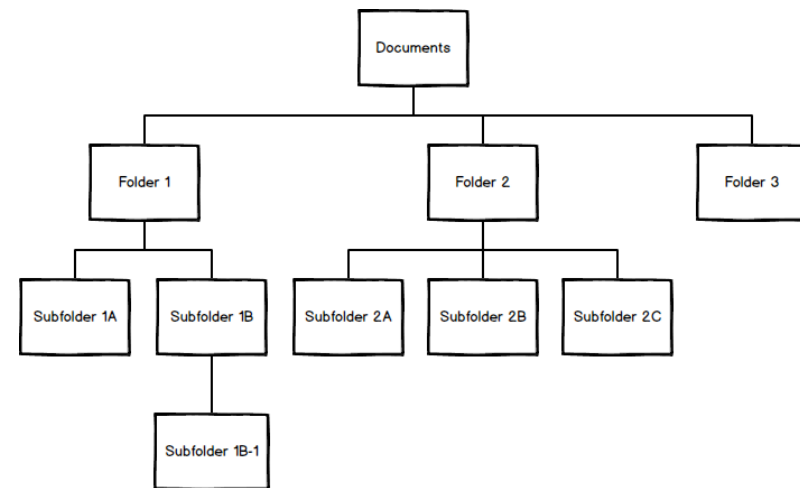 Documents
Folder 1
Folder 2
Folder 3
Subfolder 1A
Subfolder 1B
Subfolder 2A
Subfolder 2B
Subfolder 2C
Subfolder 1B-1